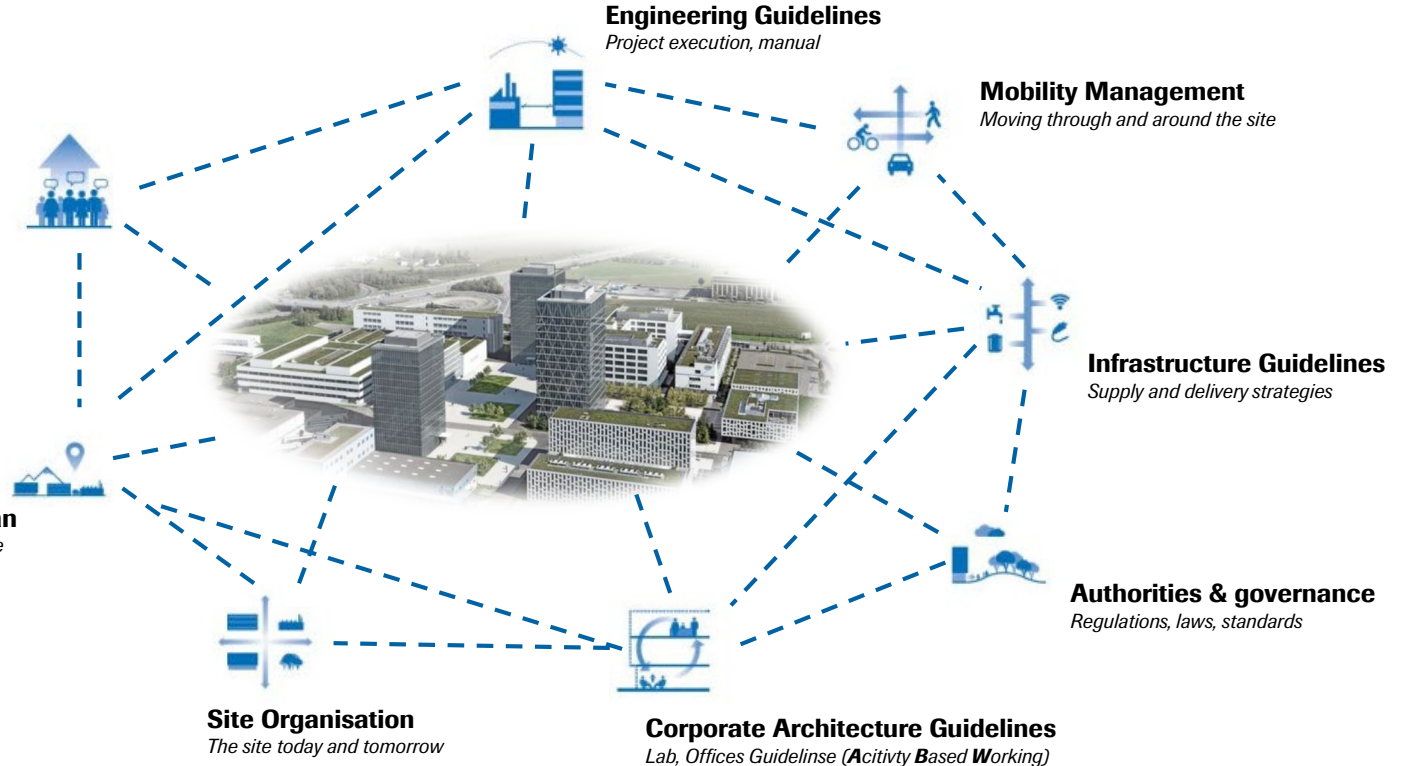 Engineering Guidelines
Project execution, manual
Mobility Management
Moving through and around the site
Infrastructure Guidelines
Supply and delivery strategies
an
e
Authorities & governance
Regulations, laws, standards
Site Organisation
The site today and tomorrow
Corporate Architecture Guidelines
Lab, Offices Guidelinse (Acitivty Based Working)